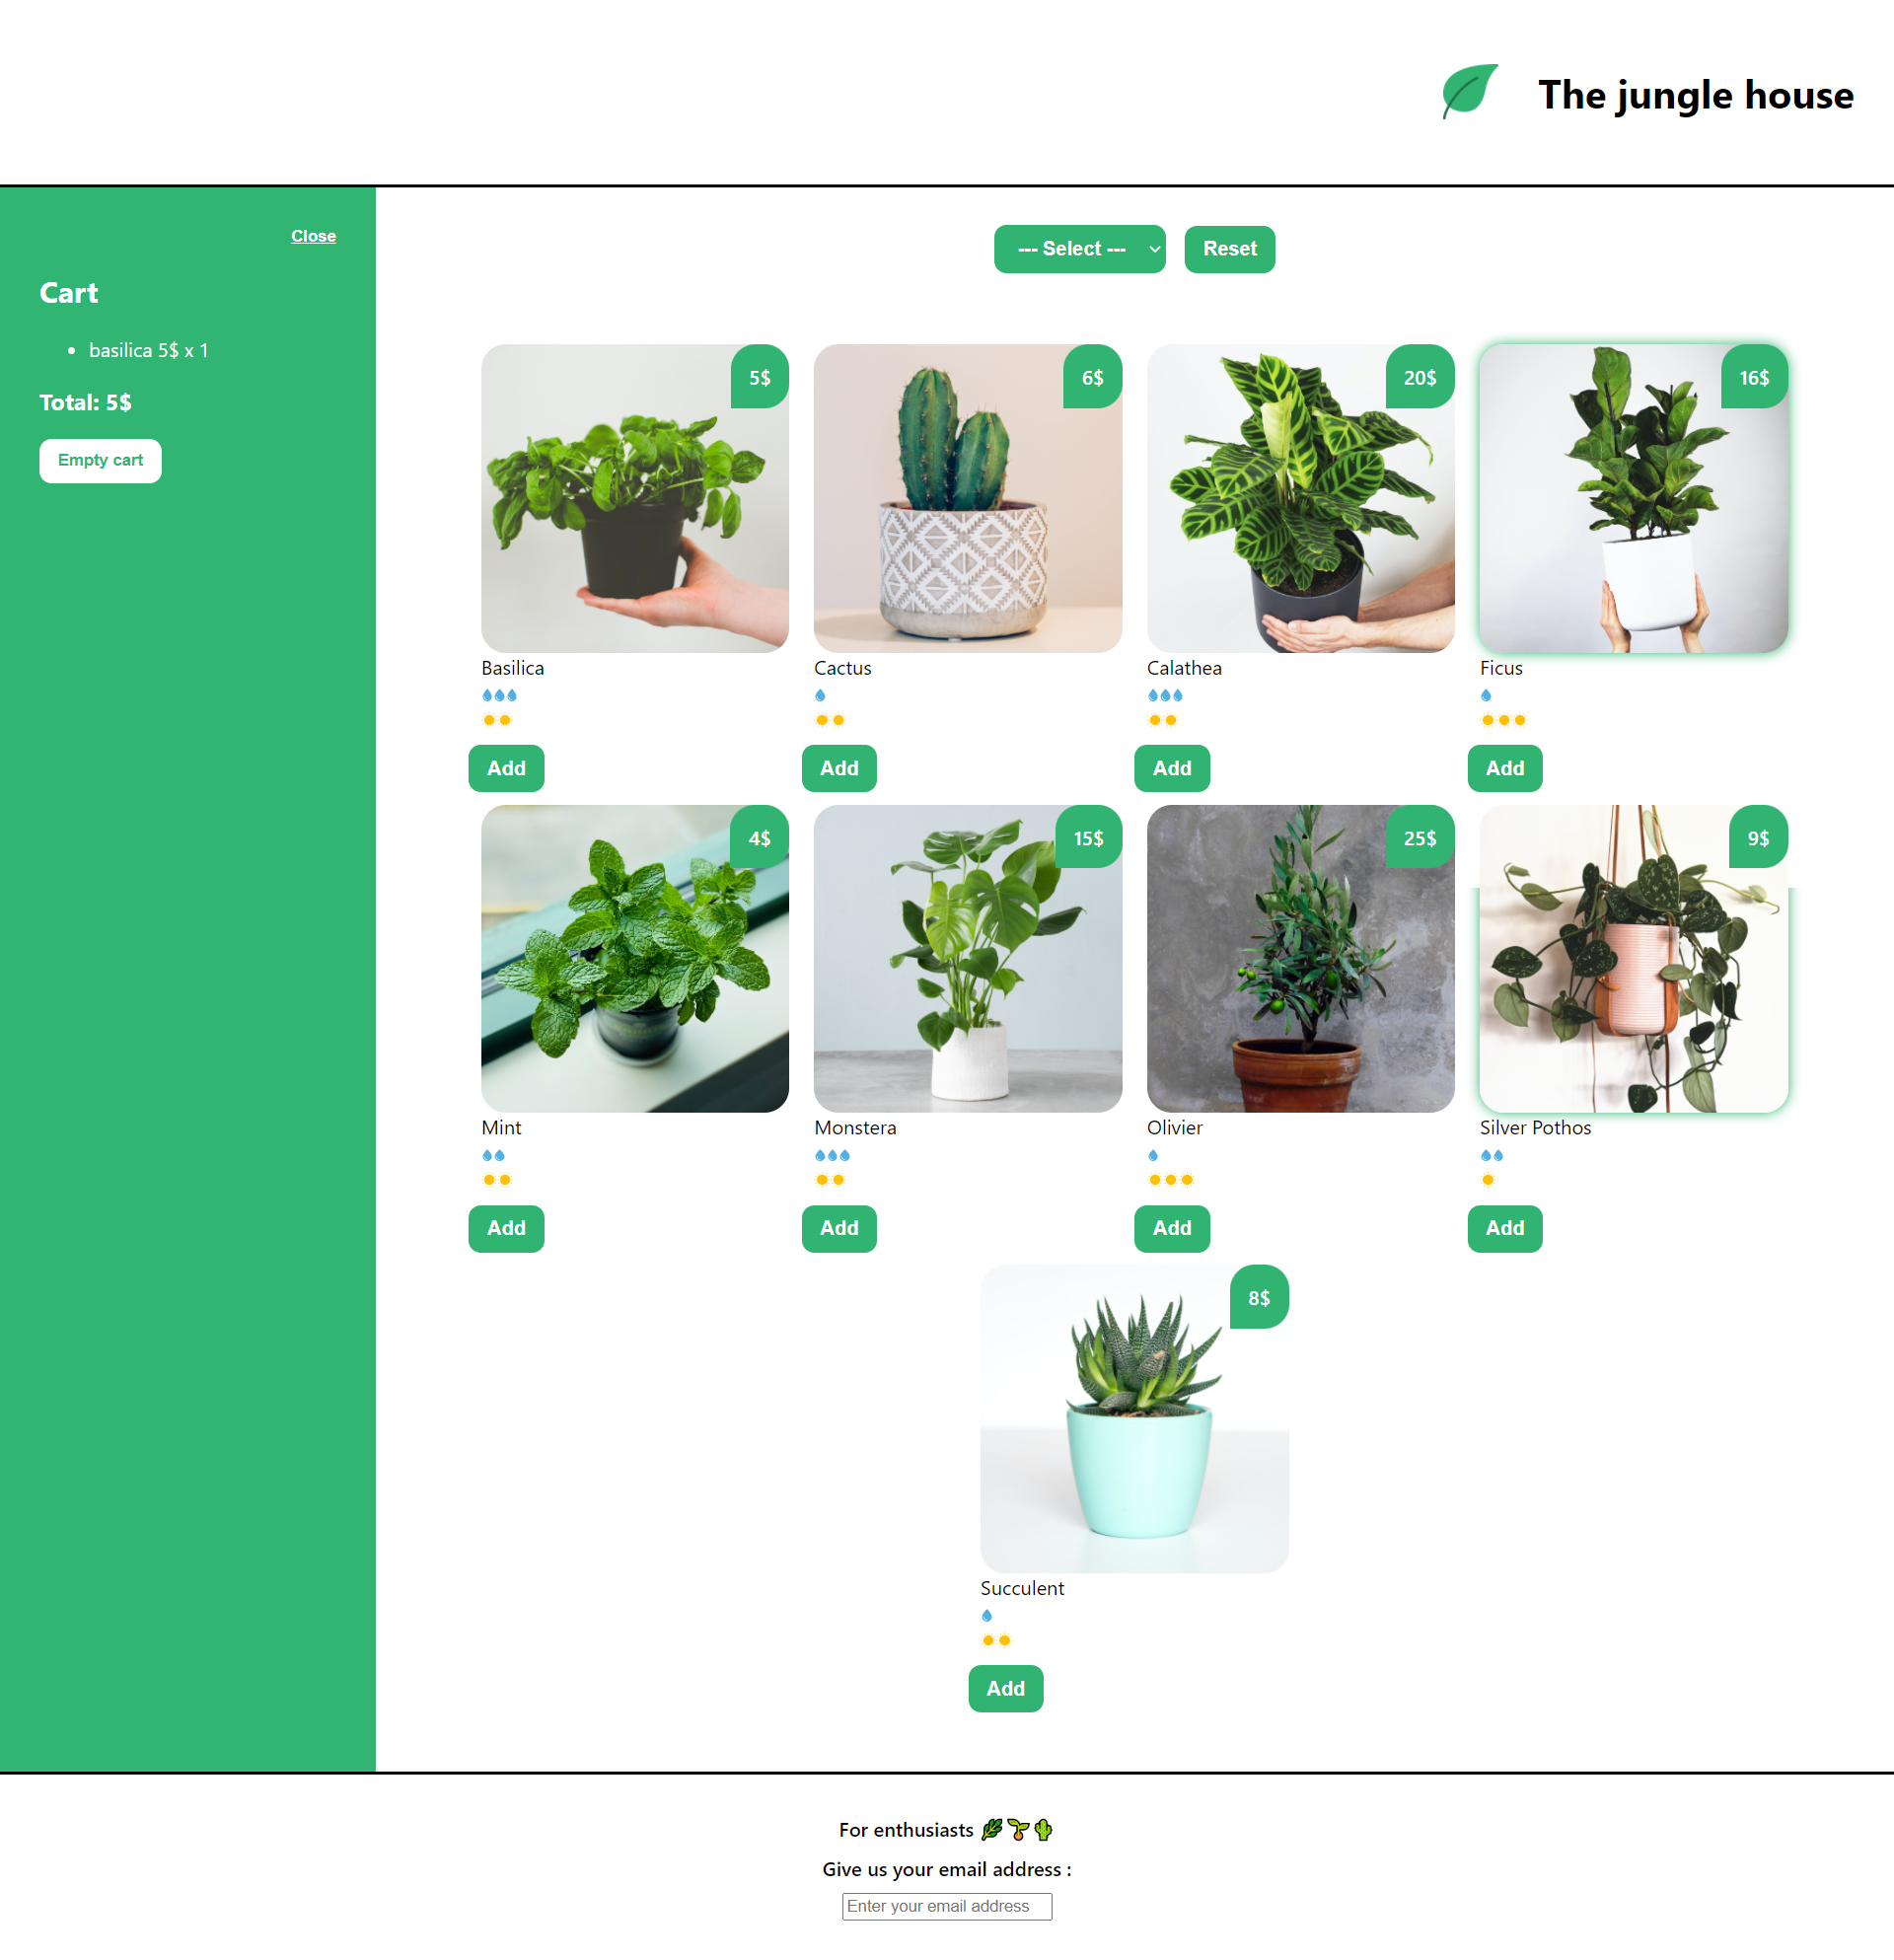 The jungle house
Close
Cart
basilica 5$ x 1
Total: 5$
Empty cart
--- Select ---
Reset
5$
6$
20$
16$
Basilica
Cactus
Calathea
Ficus
Add
Add
Add
Add
4$
15$
25$
9$
Mint
Monstera
Olivier
Silver Pothos
Add
Add
Add
Add
8$
Succulent
Add
For enthusiasts
Give us your email address :
Enter your email address